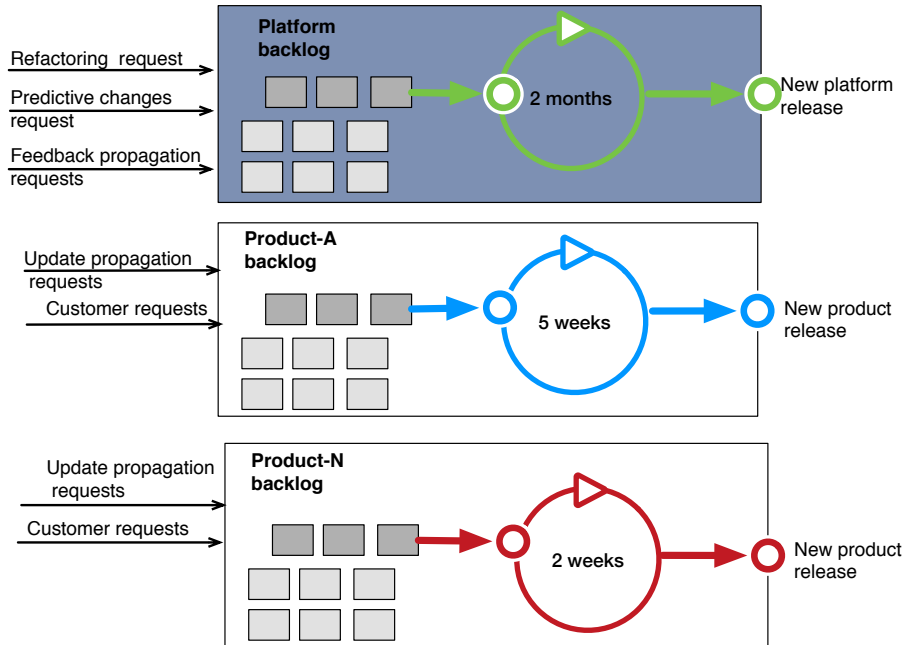 Platform
backlog
Refactoring request
Predictive changes
request
Feedback propagation
requests
2 months
New platform
release
Product-A
backlog
Update propagation
requests
Customer requests
5 weeks
New product
release
Product-N
backlog
Update propagation
requests
Customer requests
2 weeks
New product
release